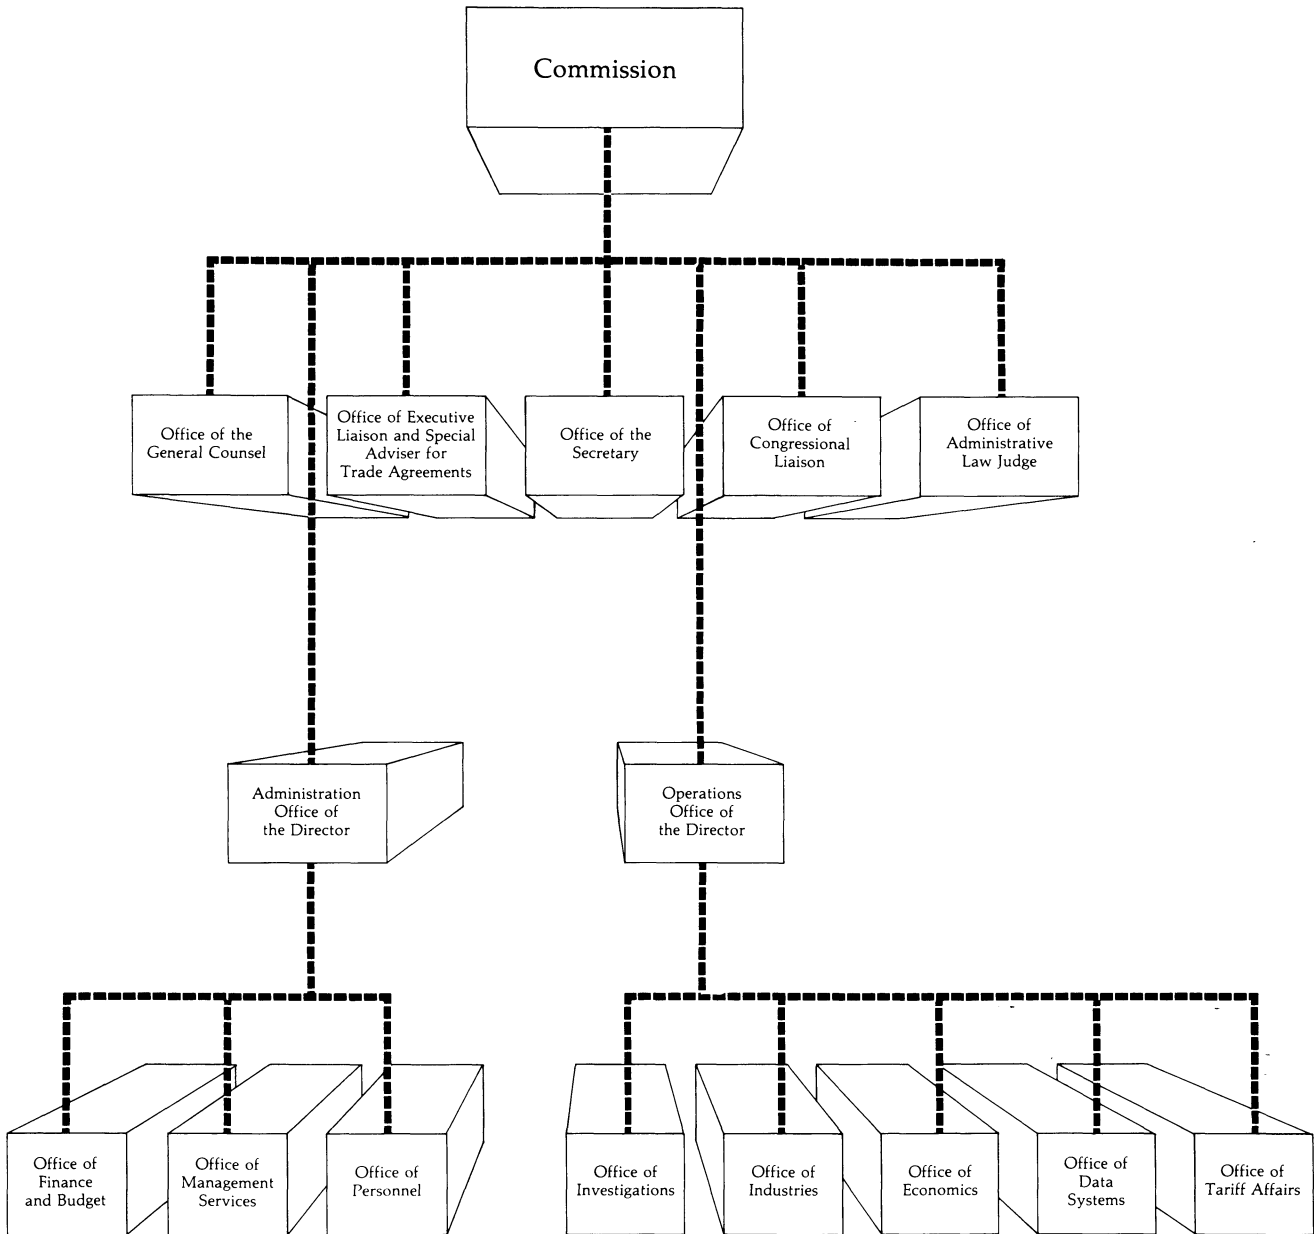 Commission
Office of the
General Counsel
Office of Executive
Liaison and Special
Adviser for
Trade Agreements
Office of the
Secretary
Office of
Congressional
Liaison
Office of
Administrative
Law Judge
Administration
Office of
the Director
Operations
Office of
the Director
Office of
Finance
and Budget
Office of
Management
Services
Office of
Personnel
Office of
Investigations
Office of
Industries
Office of
Economics
Office of
Data
Systems
Office of
Tariff Affairs